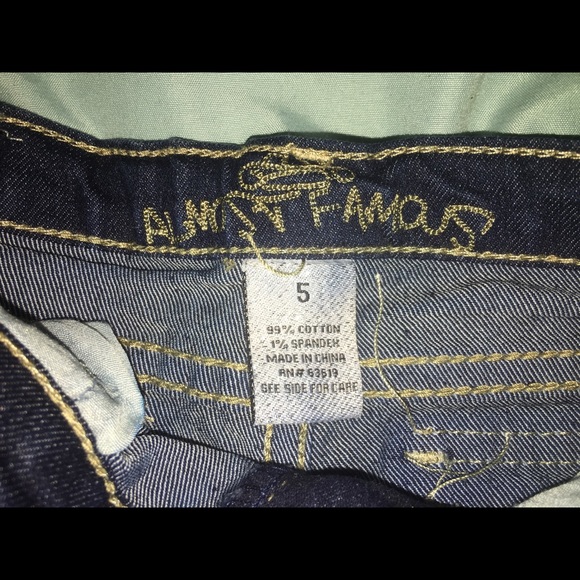 ALMOST FAMOUS
5
99% COTTON
1% SPANDEX
MADE IN CHINA
RN# 63619
SEE SIDE FOR CARE